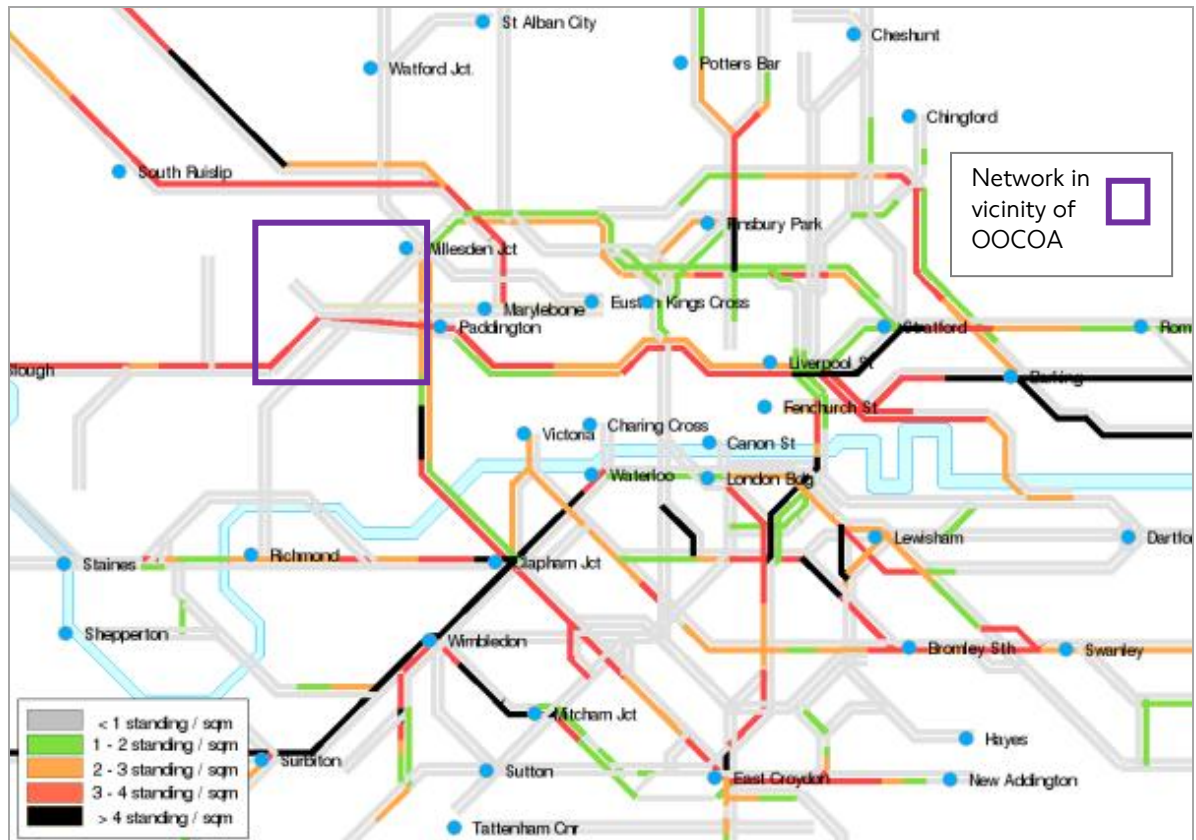 St Alban City
Cheshunt
Watford Jct.
Potters Bar
Chingford
South Ruislip
Network in
vicinity of
OOCOA
Finsbury Park
Willesden Jct
Marylebone
Euston
Kings Cross
Paddington
Stratford
Rom
Slough
Liverpool St
Barking
Fenchurch St
Charing Cross
Victoria
Canon St
Waterloo
London Bdg
Richmond
Lewisham
Dartfo
Staines
Clapham Jct
Shepperton
Wimbledon
Bromley Sth
Swanley
Mitcham Jct
Hayes
Surbiton
Sutton
East Croydon
New Addington
Tattenham Cnr
< 1 standing / sqm
1 - 2 standing / sqm
2 - 3 standing / sqm
3 - 4 standing / sqm
> 4 standing / sqm